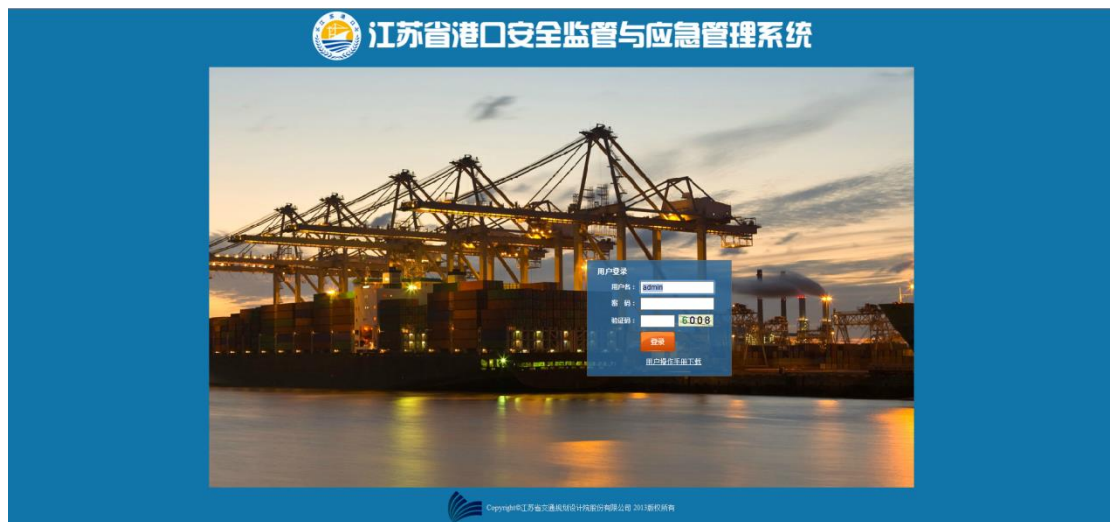 江苏省港口安全监管与应急管理系统
用户登录
用户名： admin
密 码：
验证码： 6008
登录
用户操作手册下载
Copyright©江苏省交通规划设计院股份有限公司 2013版权所有